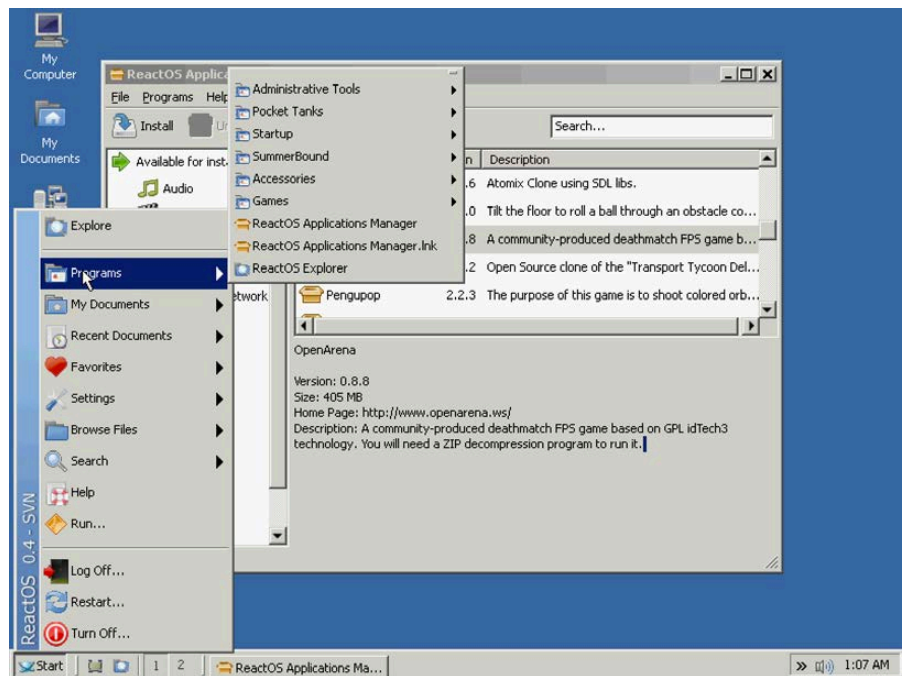 My
Computer
My
Documents
ReactOS Applic
File Programs Help
Install Un
Search...
Available for inst
Audio
n Description
.6 Atomix Clone using SDL libs.
.0 Tilt the floor to roll a ball through an obstacle co...
.8 A community-produced deathmatch FPS game b...
.2 Open Source clone of the "Transport Tycoon Del...
etwork
Pengupop 2.2.3 The purpose of this game is to shoot colored orb...
OpenArena
Version: 0.8.8
Size: 405 MB
Home Page: http://www.openarena.ws/
Description: A community-produced deathmatch FPS game based on GPL idTech3
technology. You will need a ZIP decompression program to run it.
Administrative Tools
Pocket Tanks
Startup
SummerBound
Accessories
Games
ReactOS Applications Manager
ReactOS Applications Manager.lnk
ReactOS Explorer
Explore
Programs
My Documents
Recent Documents
Favorites
Settings
Browse Files
Search
Help
Run...
Log Off...
Restart...
Turn Off...
ReactOS 0.4 - SVN
Start 1 2 ReactOS Applications Ma... 1:07 AM